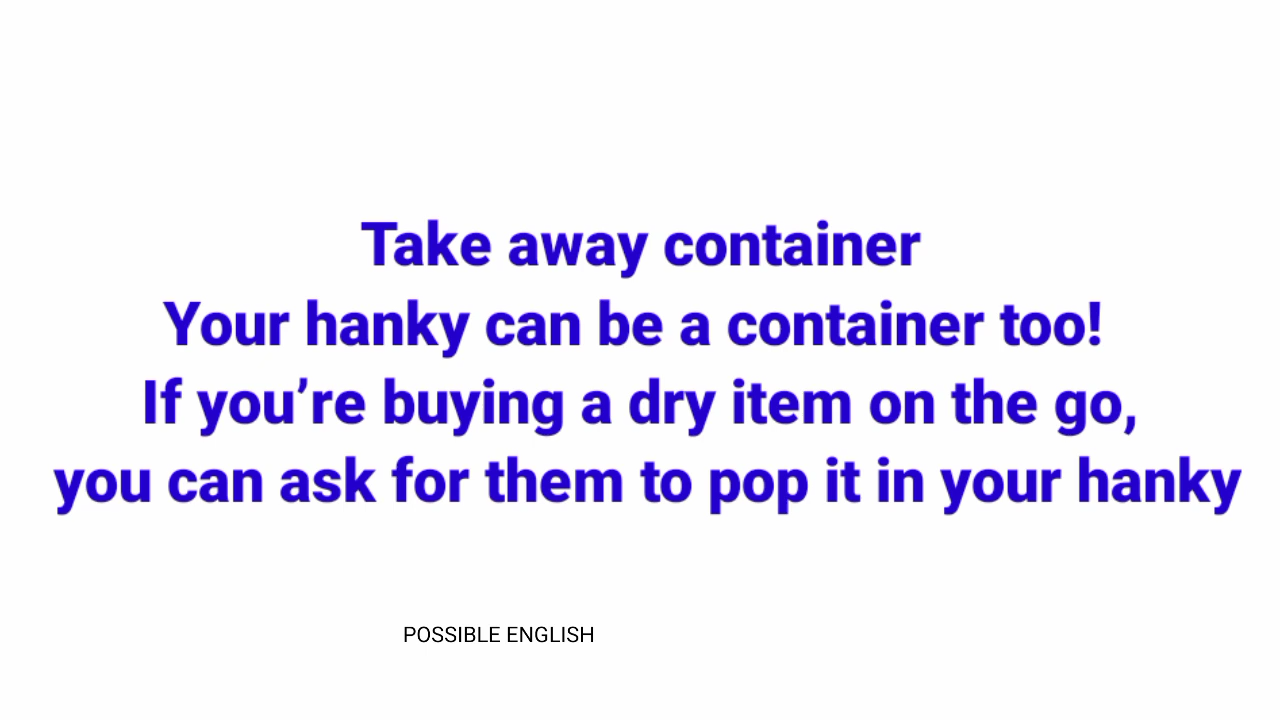 Take away container
Your hanky can be a container too!
If you’re buying a dry item on the go,
you can ask for them to pop it in your hanky
POSSIBLE ENGLISH